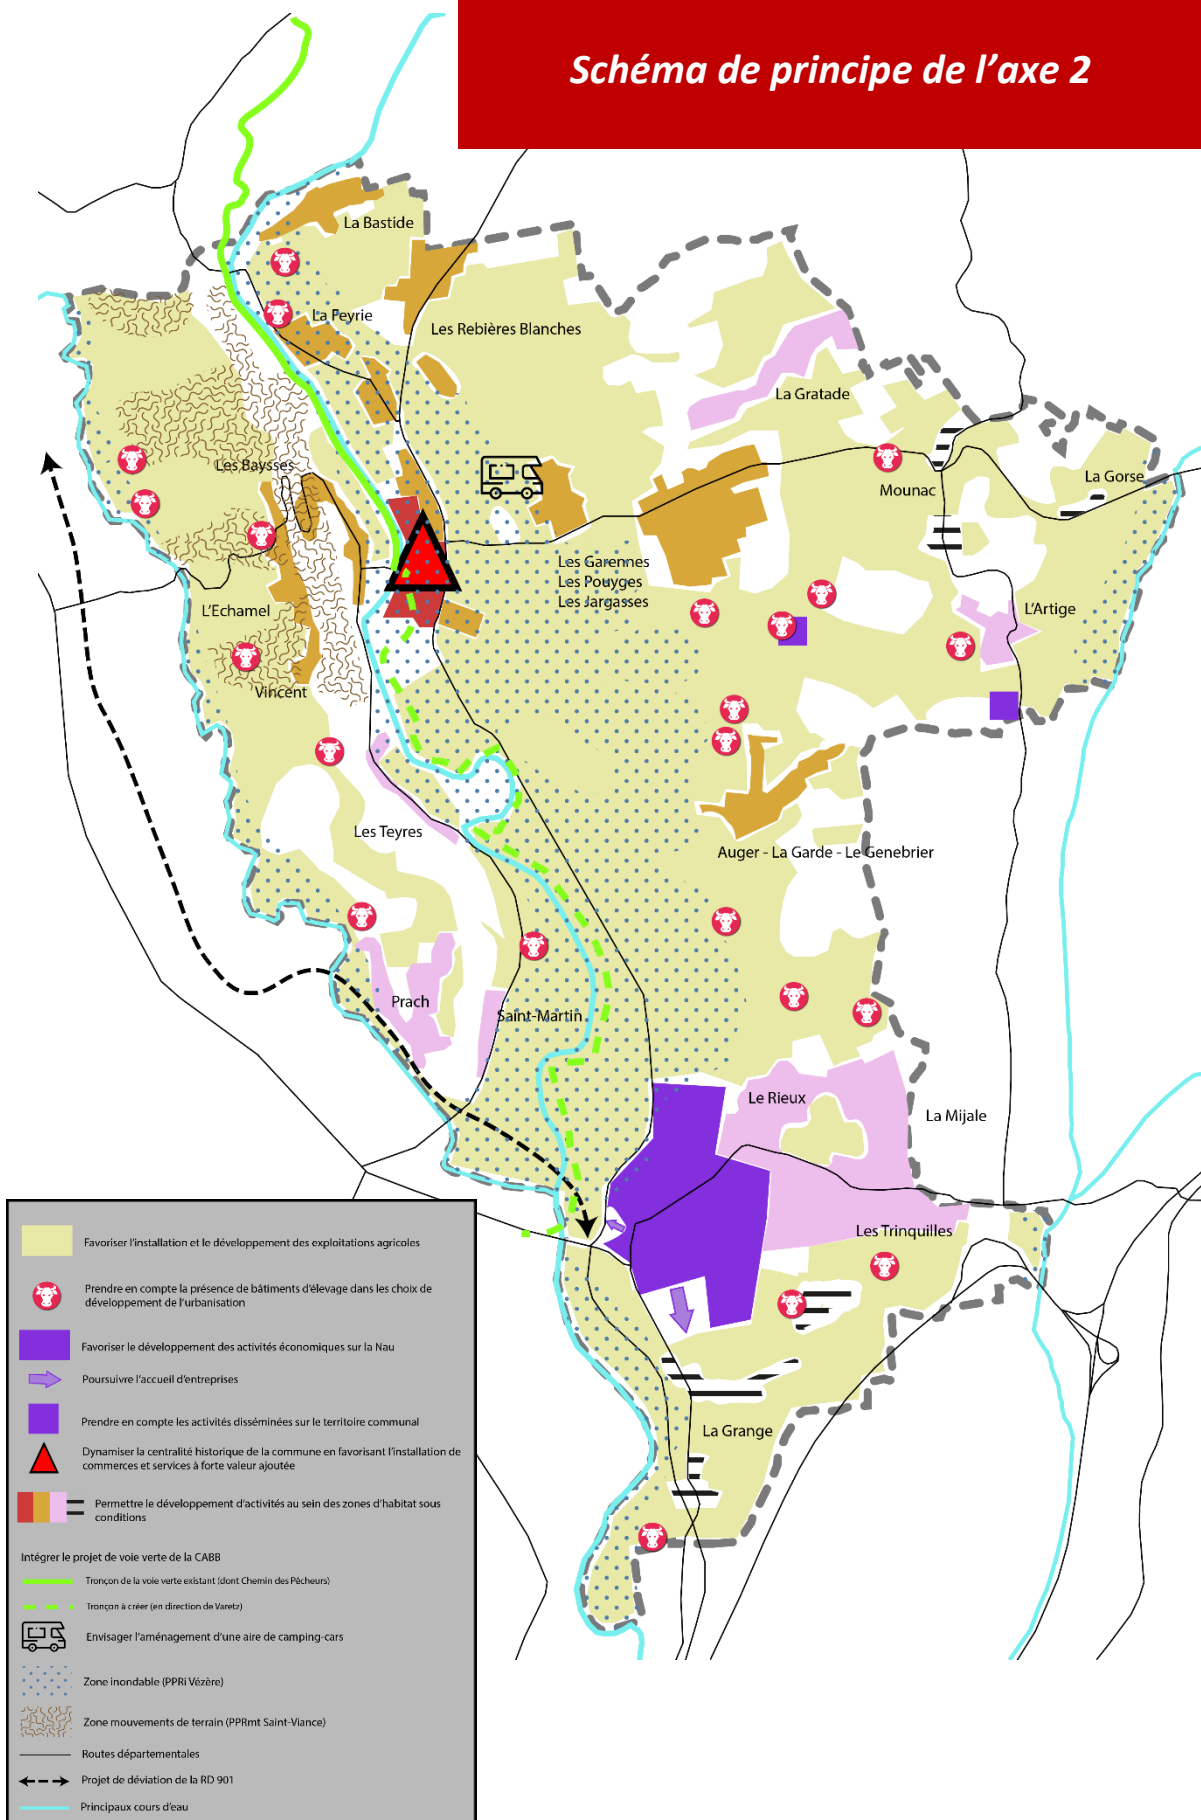 Schéma de principe de l'axe 2
La Bastide
La Peyrie
Les Rebières Blanches
La Gratade
Les Baysses
Mounac
La Gorse
Les Garennes
Les Pouyges
Les Jargasses
L'Echamel
L'Artige
Vincent
Les Teyres
Auger - La Garde - Le Genebrier
Prach
Saint-Martin
Le Rieux
La Mijale
Les Trinquilles
La Grange
Favoriser l'installation et le développement des exploitations agricoles
Prendre en compte la présence de bâtiments d'élevage dans les choix de
développement de l'urbanisation
Favoriser le développement des activités économiques sur la Nau
Poursuivre l'accueil d'entreprises
Prendre en compte les activités disséminées sur le territoire communal
Dynamiser la centralité historique de la commune en favorisant l'installation de
commerces et services à forte valeur ajoutée
Permettre le développement d'activités au sein des zones d'habitat sous
conditions
Intégrer le projet de voie verte de la CABB
Tronçon de la voie verte existant (dont Chemin des Pêcheurs)
Tronçon à créer (en direction de Varetz)
Envisager l'aménagement d'une aire de camping-cars
Zone inondable (PPRi Vézère)
Zone mouvements de terrain (PPRmt Saint-Viance)
Routes départementales
Projet de déviation de la RD 901
Principaux cours d'eau